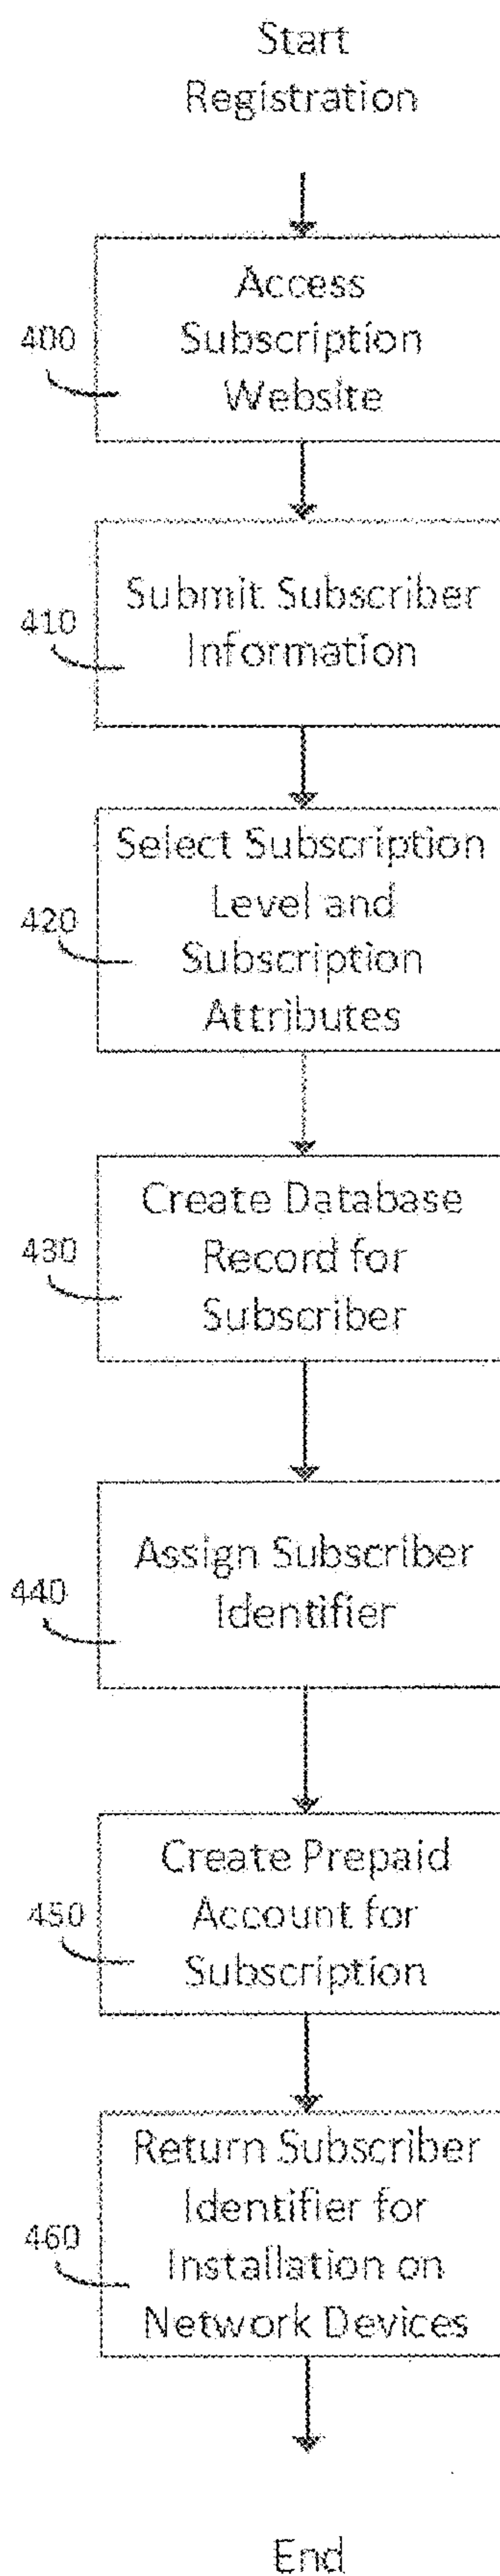 Start
Registration
Access
400
Subscription
Website
Submit Subscriber
410
Information
Select Subscription
Level and
420
Subscription
Attributes
Create Database
430
Record for
Subscriber
Assign Subscriber
440
Identifier
Create Prepaid
450
Account for
Subscription
Return Subscriber
Identifier for
460
Installation on
Network Devices
End